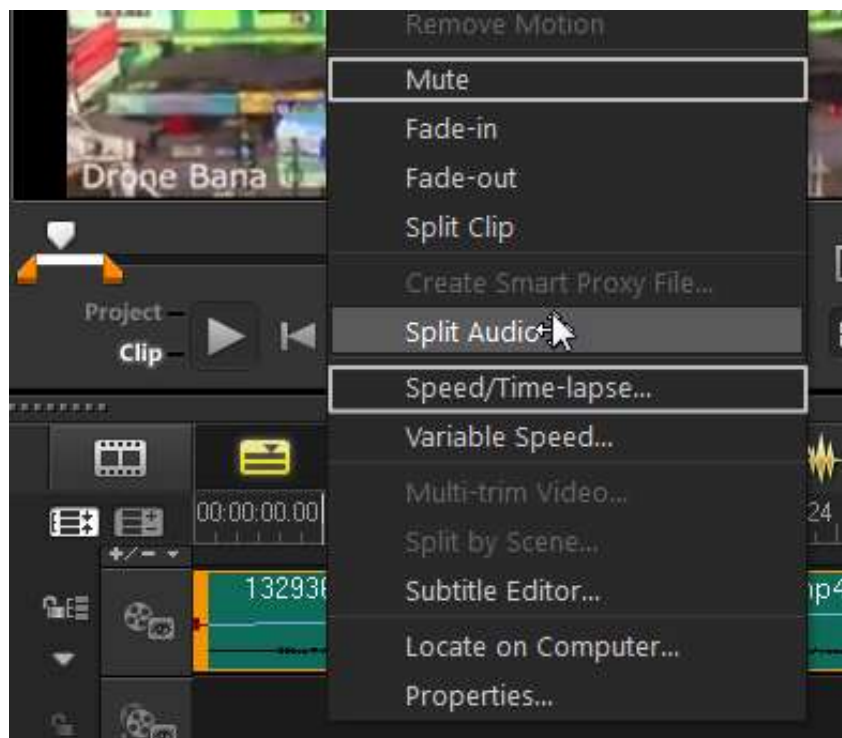 Remove Motion
Mute
Fade-in
Drone Bana
Fade-out
Split Clip
Create Smart Proxy File...
Project
Split Audio
Clip
Speed/Time-lapse...
Variable Speed...
00:00:00.00
Multi-trim Video...
24
Split by Scene...
13293
Subtitle Editor...
mp4
Locate on Computer...
Properties...